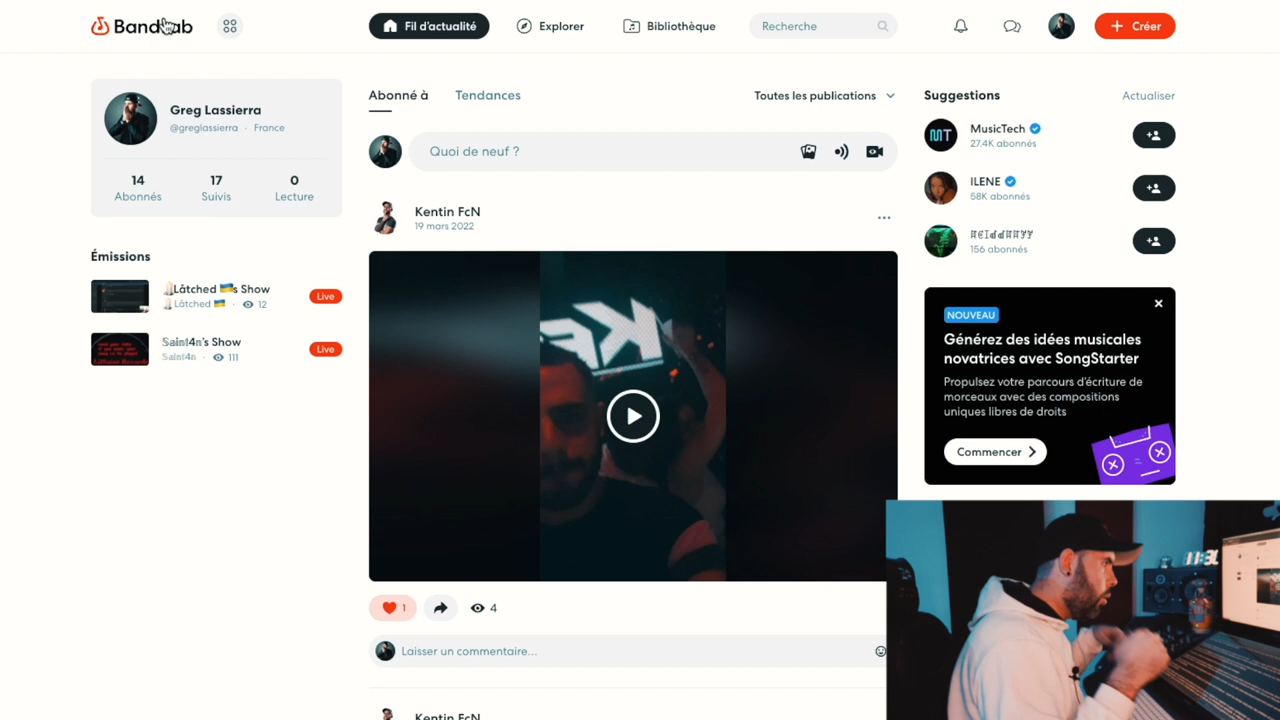 BandLab
Fil d'actualité
Explorer
Bibliothèque
Recherche
Créer
Greg Lassierra
@greglassierra · France
14
Abonnés
17
Suivis
0
Lecture
Émissions
Lâtched 🇺🇦's Show
Lâtched 🇺🇦 · 12
Live
𝕊𝕒𝕚𝕟𝕥4𝕟's Show
𝕊𝕒𝕚𝕟𝕥4𝕟 · 111
Live
Abonné à
Tendances
Toutes les publications
Quoi de neuf ?
Kentin FcN
19 mars 2022
1
4
Laisser un commentaire...
Kentin FcN
Suggestions
Actualiser
MT
MusicTech
27.4K abonnés
ILENE
58K abonnés
156 abonnés
NOUVEAU
Générez des idées musicales
novatrices avec SongStarter
Propulsez votre parcours d'écriture de
morceaux avec des compositions
uniques libres de droits
Commencer